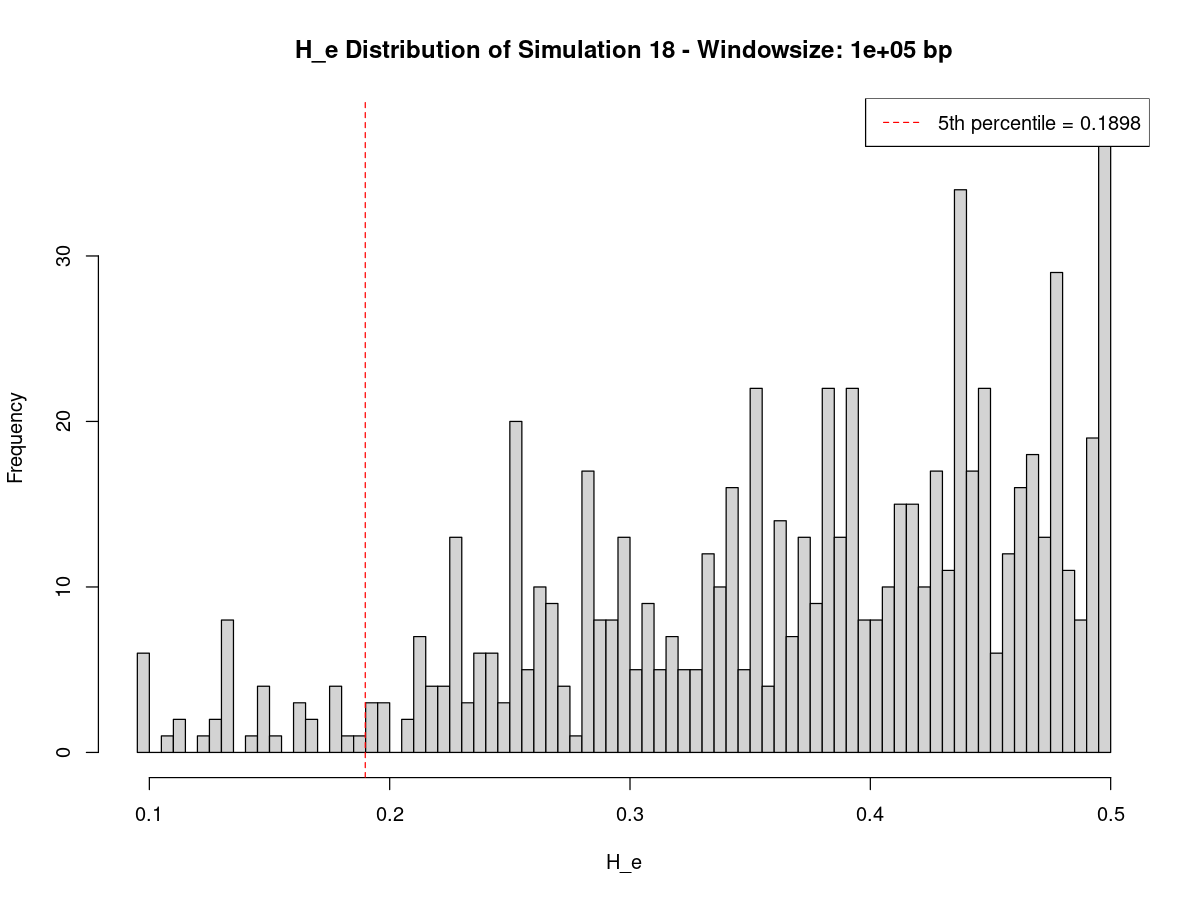 H_e Distribution of Simulation 18 - Windowsize: 1e+05 bp
5th percentile = 0.1898
Frequency
30
20
10
0
0.1 0.2 0.3 0.4 0.5
H_e